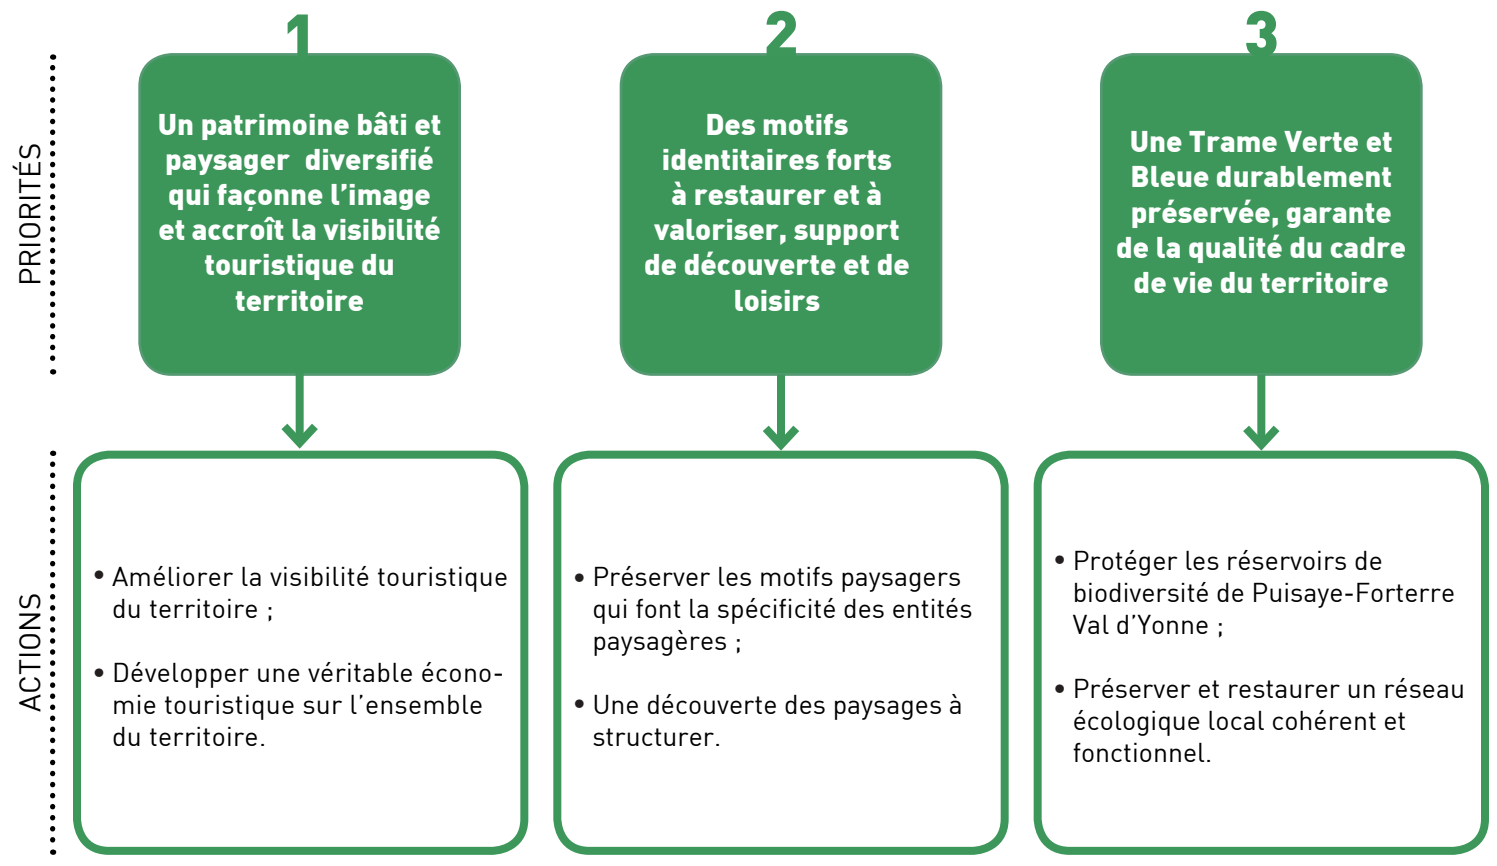 PRIORITÉS
1
Un patrimoine bâti et
paysager diversifié
qui façonne l'image
et accroît la visibilité
touristique du
territoire
2
Des motifs
identitaires forts
à restaurer et à
valoriser, support
de découverte et de
loisirs
3
Une Trame Verte et
Bleue durablement
préservée, garante
de la qualité du cadre
de vie du territoire
ACTIONS
• Améliorer la visibilité touristique
du territoire ;
• Développer une véritable écono-
mie touristique sur l'ensemble
du territoire.
• Préserver les motifs paysagers
qui font la spécificité des entités
paysagères ;
• Une découverte des paysages à
structurer.
• Protéger les réservoirs de
biodiversité de Puisaye-Forterre
Val d'Yonne ;
• Préserver et restaurer un réseau
écologique local cohérent et
fonctionnel.